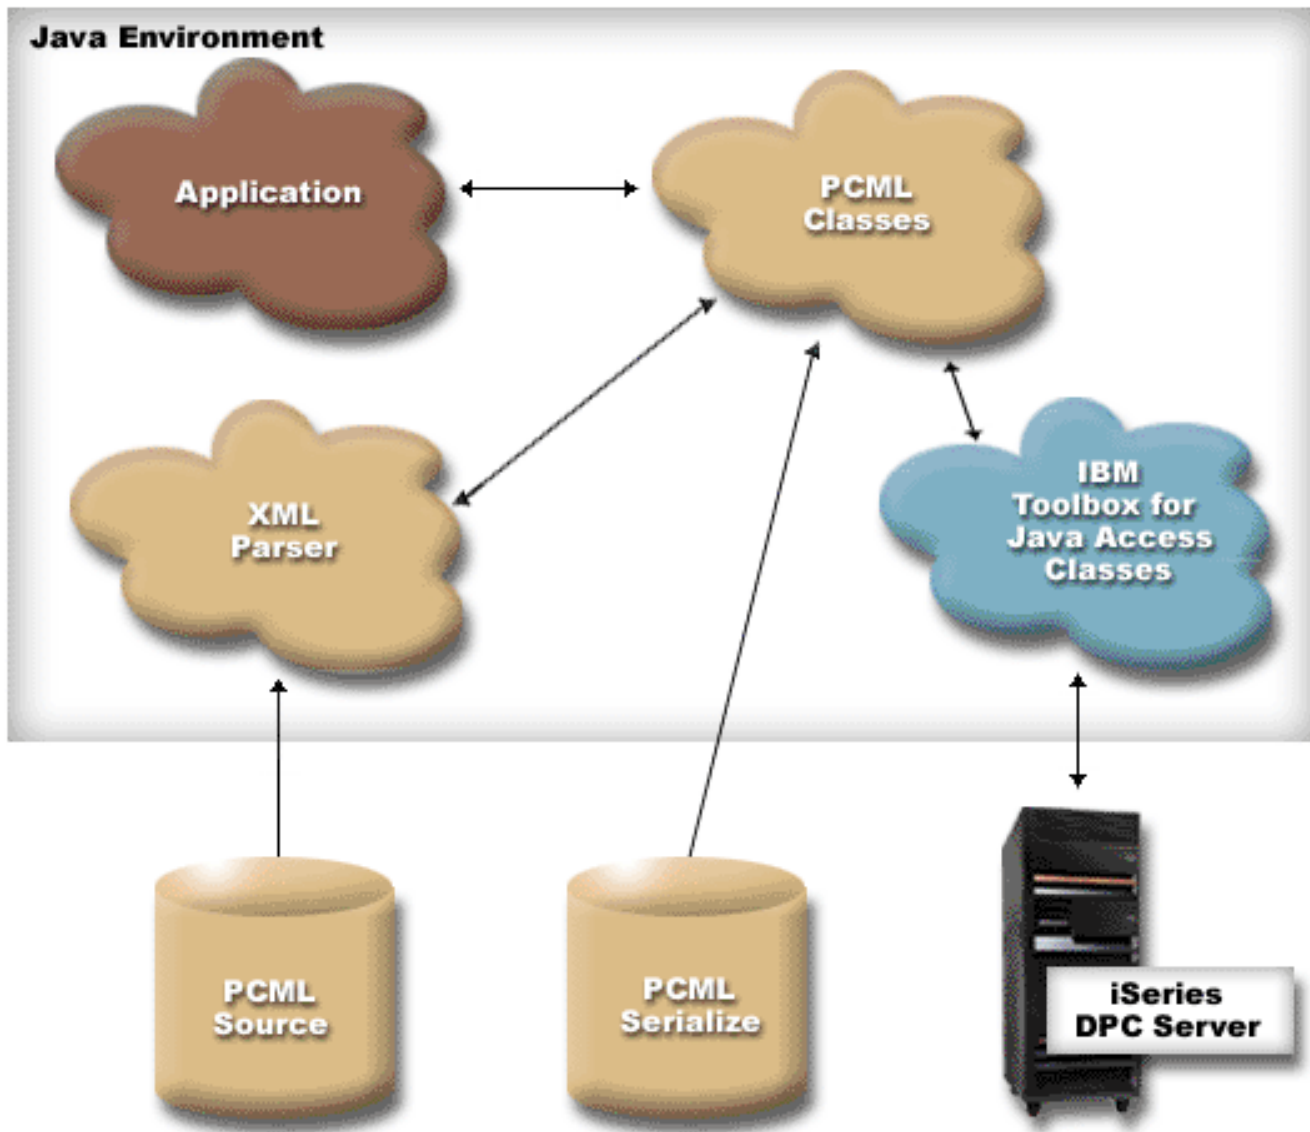 Java Environment
Application
PCML
Classes
XML
Parser
IBM
Toolbox for
Java Access
Classes
PCML
Source
PCML
Serialize
iSeries
DPC Server